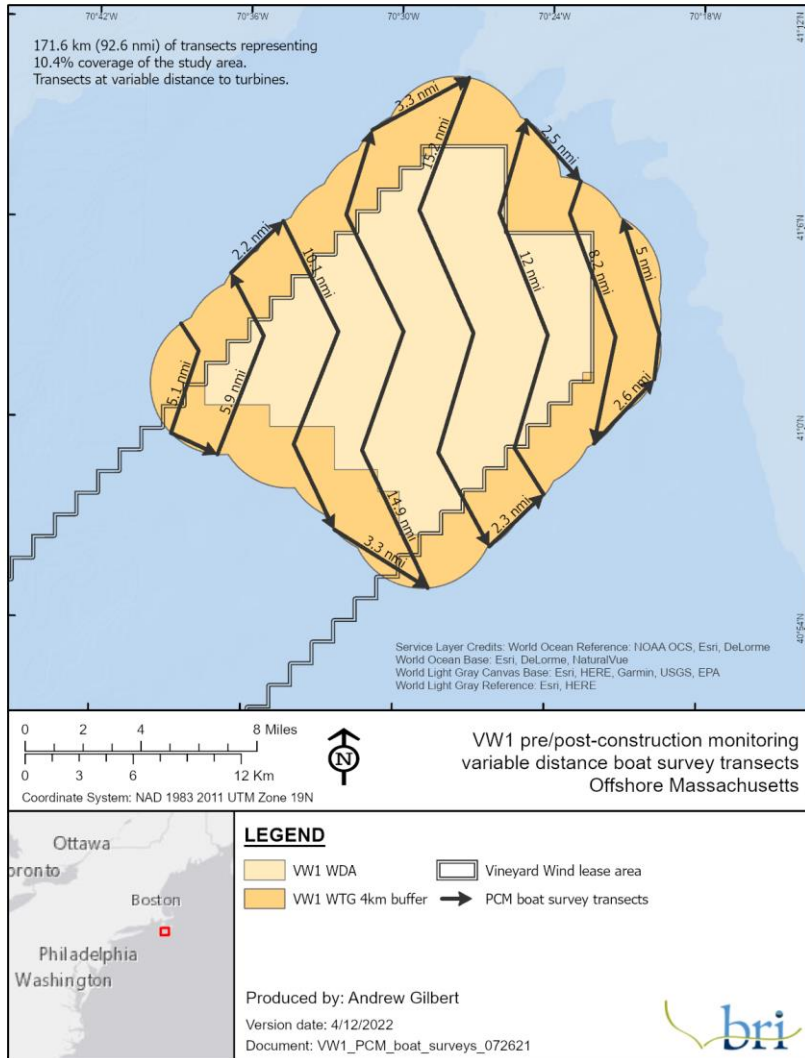 70°42'W
70°36'W
70°30'W
70°24'W
70°18'W
41°12'N
171.6 km (92.6 nmi) of transects representing
10.4% coverage of the study area.
Transects at variable distance to turbines.
3.3 nmi
15.2 nmi
2.5 nmi
41°6'N
2.2 nmi
10.1 nmi
12 nmi
8.2 nmi
5 nmi
5.1 nmi
5.9 nmi
2.6 nmi
41°0'N
14.9 nmi
2.3 nmi
3.3 nmi
40°54'N
Service Layer Credits: World Ocean Reference: NOAA OCS, Esri, DeLorme
World Ocean Base: Esri, DeLorme, NaturalVue
World Light Gray Canvas Base: Esri, HERE, Garmin, USGS, EPA
World Light Gray Reference: Esri, HERE
0 2 4 8 Miles
0 3 6 12 Km
Coordinate System: NAD 1983 2011 UTM Zone 19N
N
VW1 pre/post-construction monitoring
variable distance boat survey transects
Offshore Massachusetts
Ottawa
oronto
Boston
Philadelphia
Washington
LEGEND
VW1 WDA
Vineyard Wind lease area
VW1 WTG 4km buffer
PCM boat survey transects
Produced by: Andrew Gilbert
Version date: 4/12/2022
Document: VW1_PCM_boat_surveys_072621
bri